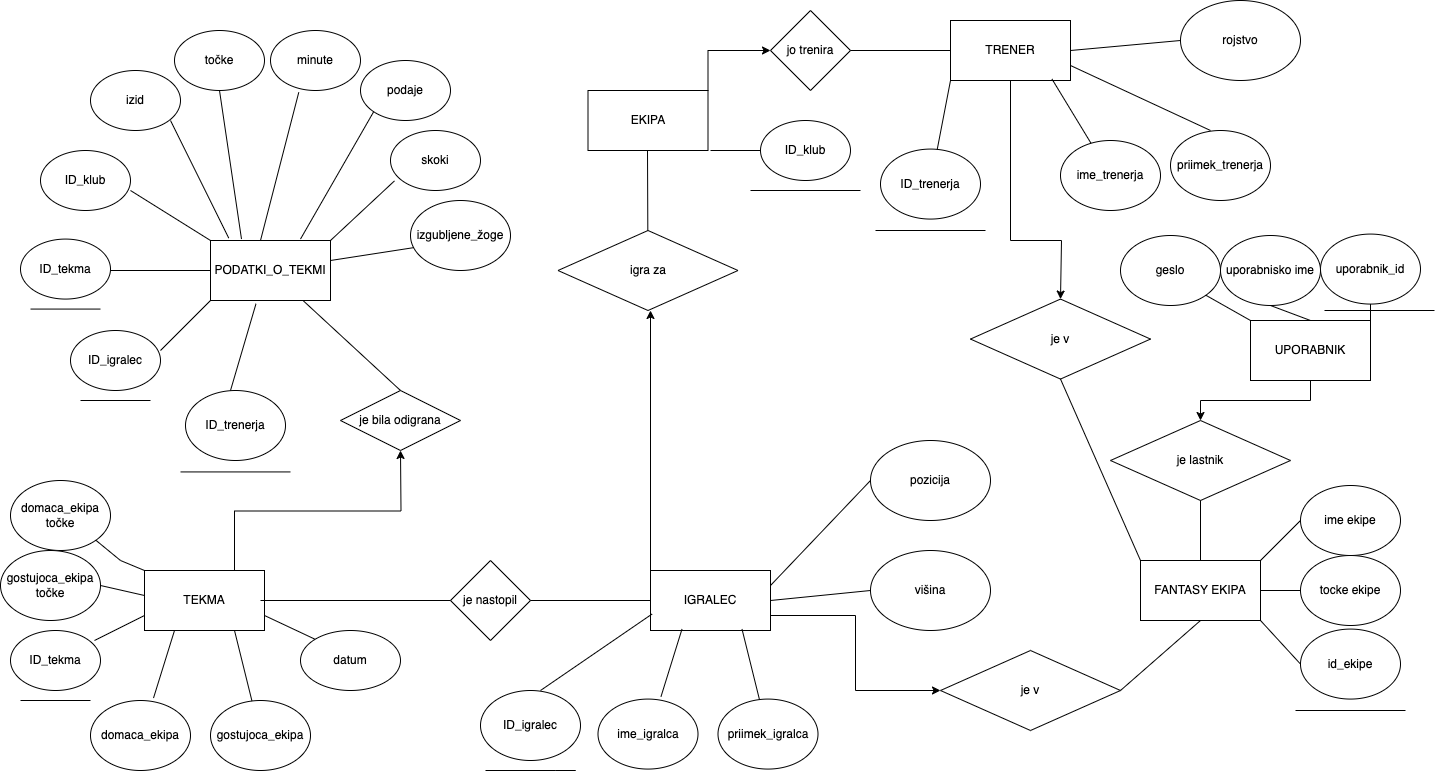 rojstvo
jo trenira
TRENER
točke
minute
podaje
izid
EKIPA
ID_klub
skoki
ID_klub
ID_trenerja
ime_trenerja
priimek_trenerja
izgubljene_žoge
ID_tekma
PODATKI_O_TEKMI
igra za
geslo
uporabnisko ime
uporabnik_id
je v
UPORABNIK
ID_igralec
ID_trenerja
je bila odigrana
je lastnik
pozicija
domaca_ekipa
točke
ime ekipe
gostujoca_ekipa
točke
TEKMA
je nastopil
IGRALEC
višina
FANTASY EKIPA
tocke ekipe
ID_tekma
datum
id_ekipe
je v
ID_igralec
ime_igralca
priimek_igralca
domaca_ekipa
gostujoca_ekipa